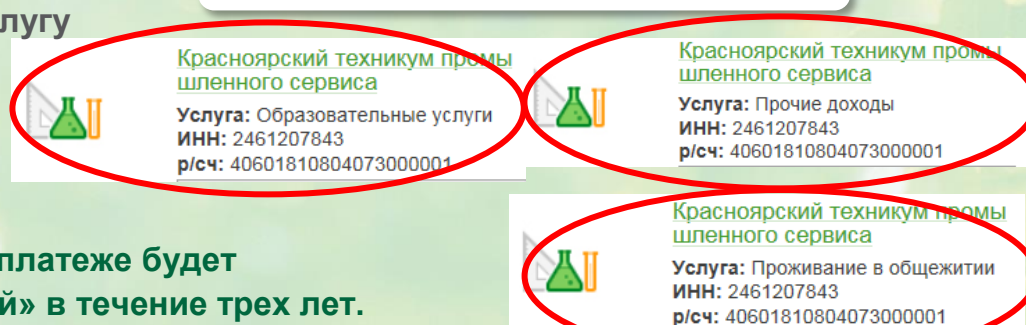 лугу
Красноярский техникум промы
шленного сервиса
Услуга: Образовательные услуги
ИНН: 2461207843
р/сч: 40601810804073000001
Красноярский техникум промы
шленного сервиса
Услуга: Прочие доходы
ИНН: 2461207843
р/сч: 40601810804073000001
Красноярский техникум промы
шленного сервиса
Услуга: Проживание в общежитии
ИНН: 2461207843
р/сч: 40601810804073000001
платеже будет
й» в течение трех лет.